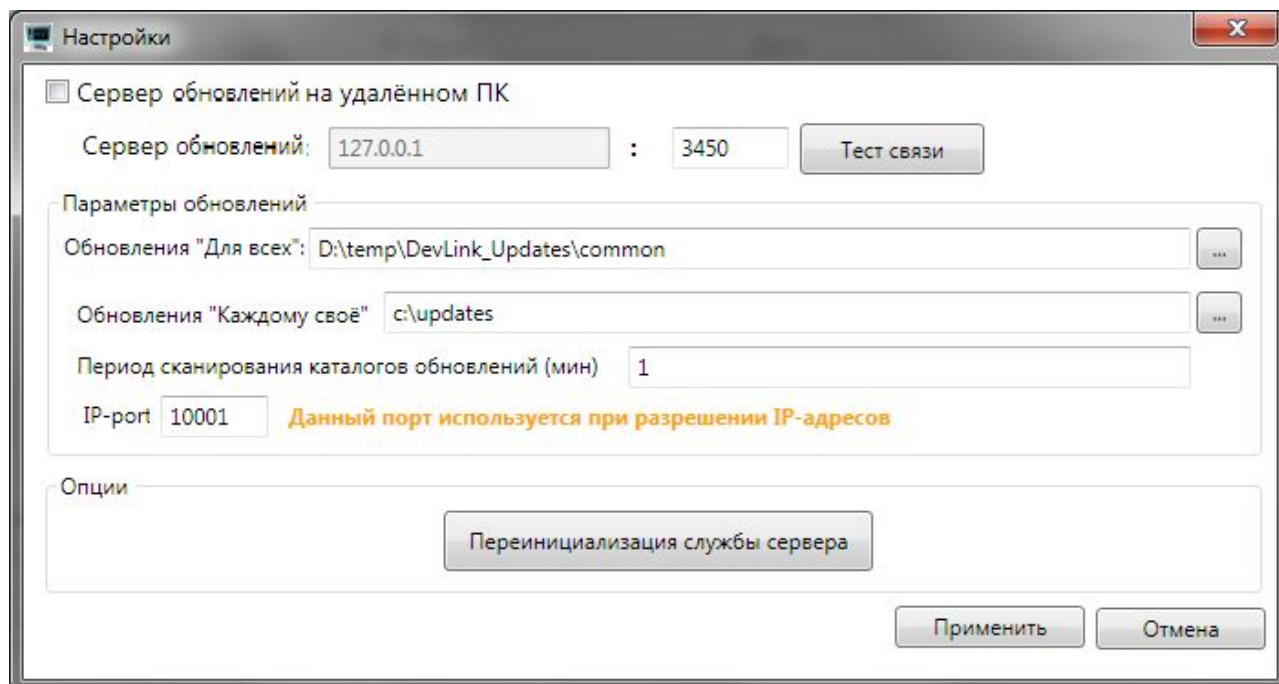 Настройки
Сервер обновлений на удалённом ПК
Сервер обновлений: 127.0.0.1 : 3450 Тест связи
Параметры обновлений
Обновления "Для всех": D:\temp\DevLink_Updates\common ...
Обновления "Каждому своё" c:\updates ...
Период сканирования каталогов обновлений (мин) 1
IP-port 10001 Данный порт используется при разрешении IP-адресов
Опции
Переинициализация службы сервера
Применить Отмена